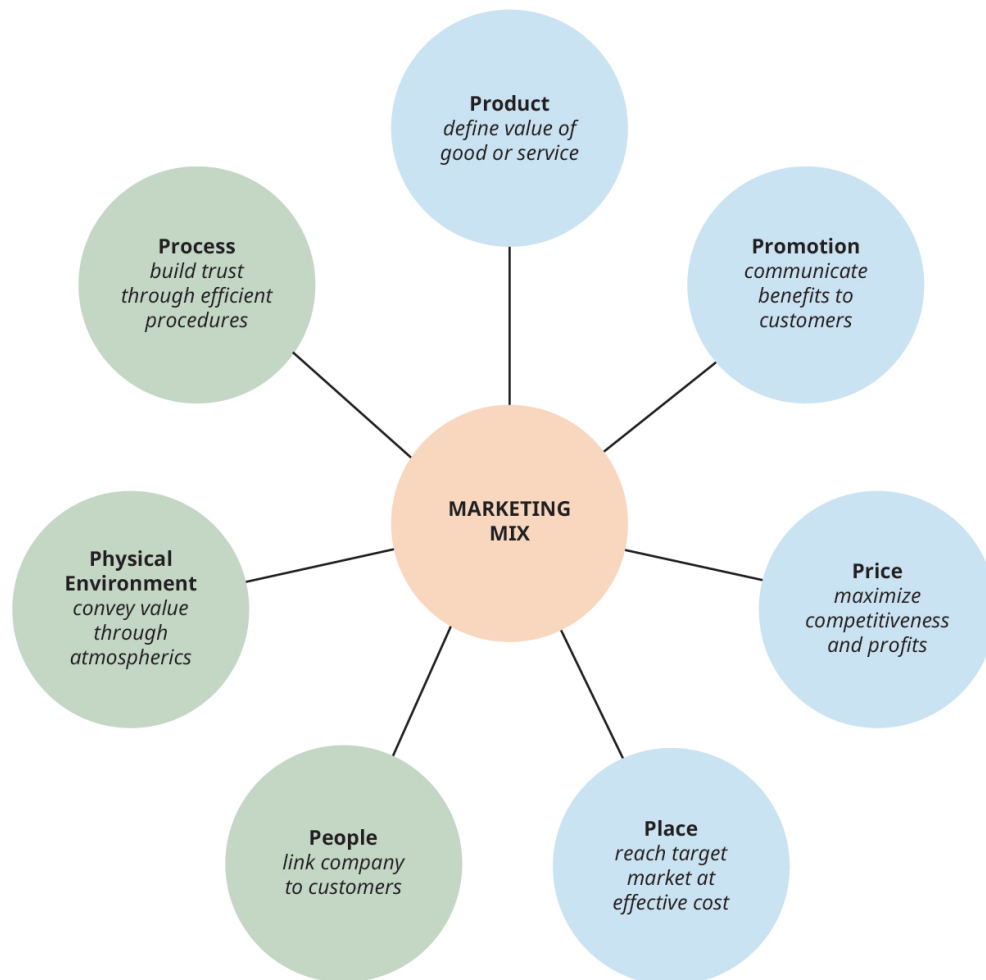 Product
define value of
good or service
Promotion
communicate
benefits to
customers
Price
maximize
competitiveness
and profits
Place
reach target
market at
effective cost
People
link company
to customers
Physical
Environment
convey value
through
atmospherics
Process
build trust
through efficient
procedures
MARKETING
MIX